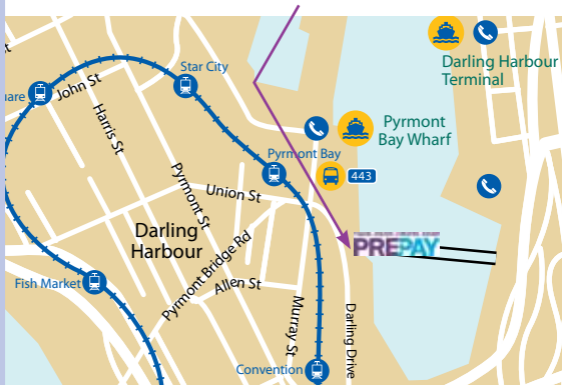 Star City
John St
Harris St
Pyrmont St
Darling Harbour
Terminal
Pyrmont
Bay Wharf
Pyrmont Bay
443
Union St
Darling
Harbour
Pyrmont Bridge Rd
PREPAY
Fish Market
Allen St
Murray St
Darling Drive
Convention